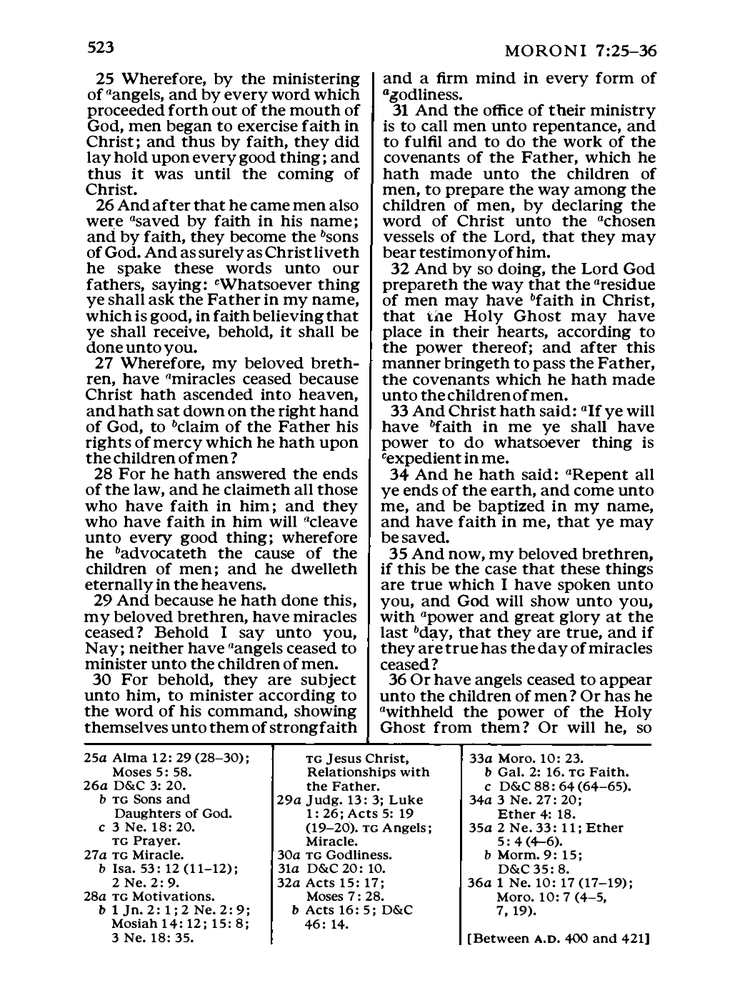 523
MORONI 7:25–36
25 Wherefore, by the ministering
of ᵃangels, and by every word which
proceeded forth out of the mouth of
God, men began to exercise faith in
Christ; and thus by faith, they did
lay hold upon every good thing; and
thus it was until the coming of
Christ.
26 And after that he came men also
were ᵃsaved by faith in his name;
and by faith, they become the ᵇsons
of God. And as surely as Christ liveth
he spake these words unto our
fathers, saying: ᶜWhatsoever thing
ye shall ask the Father in my name,
which is good, in faith believing that
ye shall receive, behold, it shall be
done unto you.
27 Wherefore, my beloved breth-
ren, have ᵃmiracles ceased because
Christ hath ascended into heaven,
and hath sat down on the right hand
of God, to ᵇclaim of the Father his
rights of mercy which he hath upon
the children of men?
28 For he hath answered the ends
of the law, and he claimeth all those
who have faith in him; and they
who have faith in him will ᵃcleave
unto every good thing; wherefore
he ᵇadvocateth the cause of the
children of men; and he dwelleth
eternally in the heavens.
29 And because he hath done this,
my beloved brethren, have miracles
ceased? Behold I say unto you,
Nay; neither have ᵃangels ceased to
minister unto the children of men.
30 For behold, they are subject
unto him, to minister according to
the word of his command, showing
themselves unto them of strong faith
and a firm mind in every form of
ᵃgodliness.
31 And the office of their ministry
is to call men unto repentance, and
to fulfil and to do the work of the
covenants of the Father, which he
hath made unto the children of
men, to prepare the way among the
children of men, by declaring the
word of Christ unto the ᵃchosen
vessels of the Lord, that they may
bear testimony of him.
32 And by so doing, the Lord God
prepareth the way that the ᵃresidue
of men may have ᵇfaith in Christ,
that the Holy Ghost may have
place in their hearts, according to
the power thereof; and after this
manner bringeth to pass the Father,
the covenants which he hath made
unto the children of men.
33 And Christ hath said: ᵃIf ye will
have ᵇfaith in me ye shall have
power to do whatsoever thing is
ᶜexpedient in me.
34 And he hath said: ᵃRepent all
ye ends of the earth, and come unto
me, and be baptized in my name,
and have faith in me, that ye may
be saved.
35 And now, my beloved brethren,
if this be the case that these things
are true which I have spoken unto
you, and God will show unto you,
with ᵃpower and great glory at the
last ᵇday, that they are true, and if
they are true has the day of miracles
ceased?
36 Or have angels ceased to appear
unto the children of men? Or has he
ᵃwithheld the power of the Holy
Ghost from them? Or will he, so
25a Alma 12: 29 (28–30);
Moses 5: 58.
26a D&C 3: 20.
b TG Sons and
Daughters of God.
c 3 Ne. 18: 20.
TG Prayer.
27a TG Miracle.
b Isa. 53: 12 (11–12);
2 Ne. 2: 9.
28a TG Motivations.
b 1 Jn. 2: 1; 2 Ne. 2: 9;
Mosiah 14: 12; 15: 8;
3 Ne. 18: 35.
TG Jesus Christ,
Relationships with
the Father.
29a Judg. 13: 3; Luke
1: 26; Acts 5: 19
(19–20). TG Angels;
Miracle.
30a TG Godliness.
31a D&C 20: 10.
32a Acts 15: 17;
Moses 7: 28.
b Acts 16: 5; D&C
46: 14.
33a Moro. 10: 23.
b Gal. 2: 16. TG Faith.
c D&C 88: 64 (64–65).
34a 3 Ne. 27: 20;
Ether 4: 18.
35a 2 Ne. 33: 11; Ether
5: 4 (4–6).
b Morm. 9: 15;
D&C 35: 8.
36a 1 Ne. 10: 17 (17–19);
Moro. 10: 7 (4–5,
7, 19).
[Between A.D. 400 and 421]